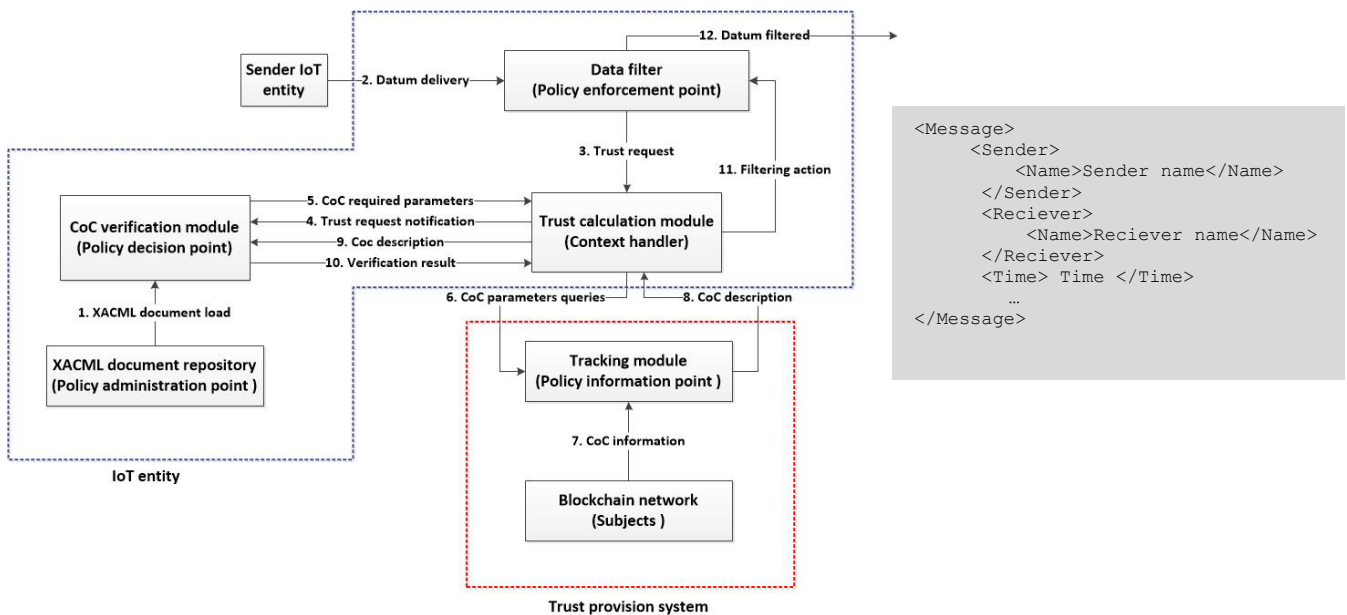 12. Datum filtered
Sender IoT
entity
2. Datum delivery
Data filter
(Policy enforcement point)
3. Trust request
11. Filtering action
5. CoC required parameters
4. Trust request notification
9. Coc description
10. Verification result
CoC verification module
(Policy decision point)
Trust calculation module
(Context handler)
1. XACML document load
6. CoC parameters queries
8. CoC description
XACML document repository
(Policy administration point )
Tracking module
(Policy information point )
7. CoC information
IoT entity
Blockchain network
(Subjects )
Trust provision system
<Message>
<Sender>
<Name>Sender name</Name>
</Sender>
<Reciever>
<Name>Reciever name</Name>
</Reciever>
<Time> Time </Time>
…
</Message>